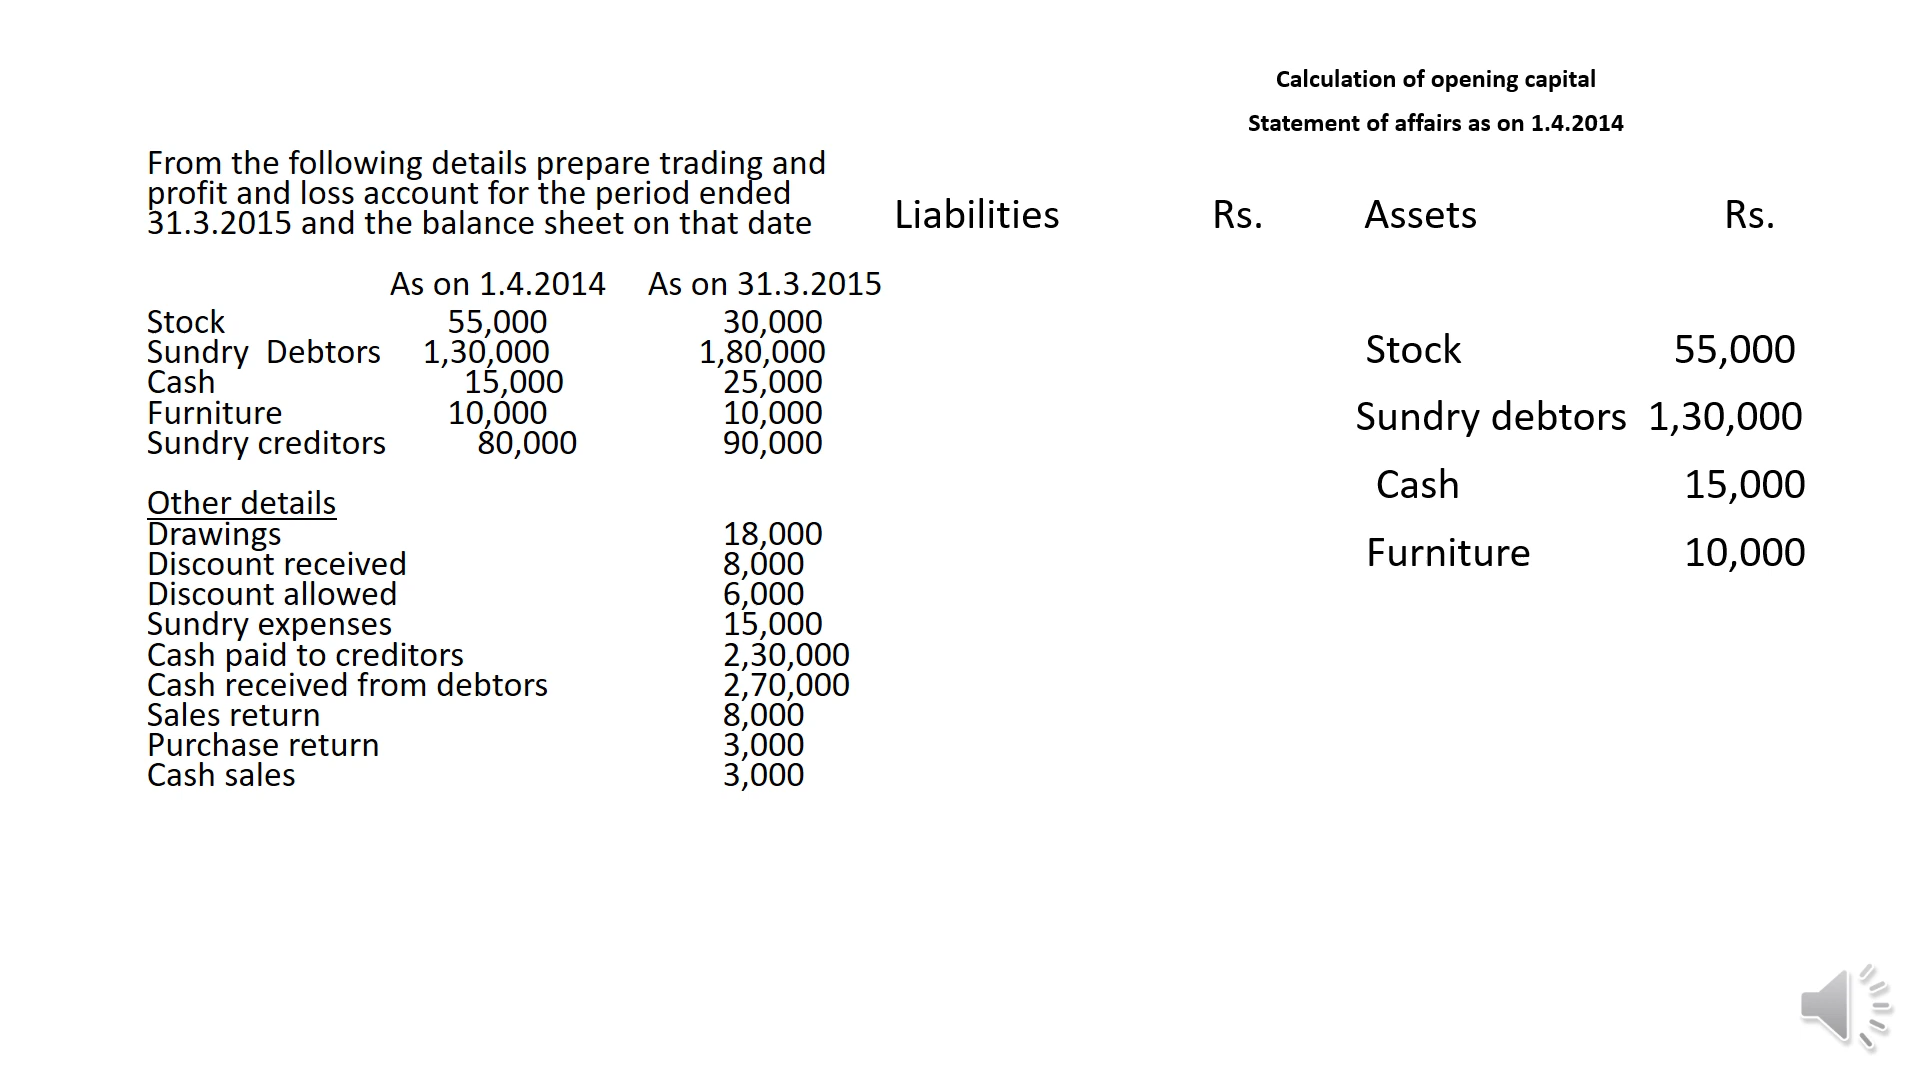 Calculation of opening capital
Statement of affairs as on 1.4.2014
From the following details prepare trading and
profit and loss account for the period ended
31.3.2015 and the balance sheet on that date
As on 1.4.2014 As on 31.3.2015
Stock 55,000 30,000
Sundry Debtors 1,30,000 1,80,000
Cash 15,000 25,000
Furniture 10,000 10,000
Sundry creditors 80,000 90,000
Other details
Drawings 18,000
Discount received 8,000
Discount allowed 6,000
Sundry expenses 15,000
Cash paid to creditors 2,30,000
Cash received from debtors 2,70,000
Sales return 8,000
Purchase return 3,000
Cash sales 3,000
Liabilities Rs. Assets Rs.
Stock 55,000
Sundry debtors 1,30,000
Cash 15,000
Furniture 10,000